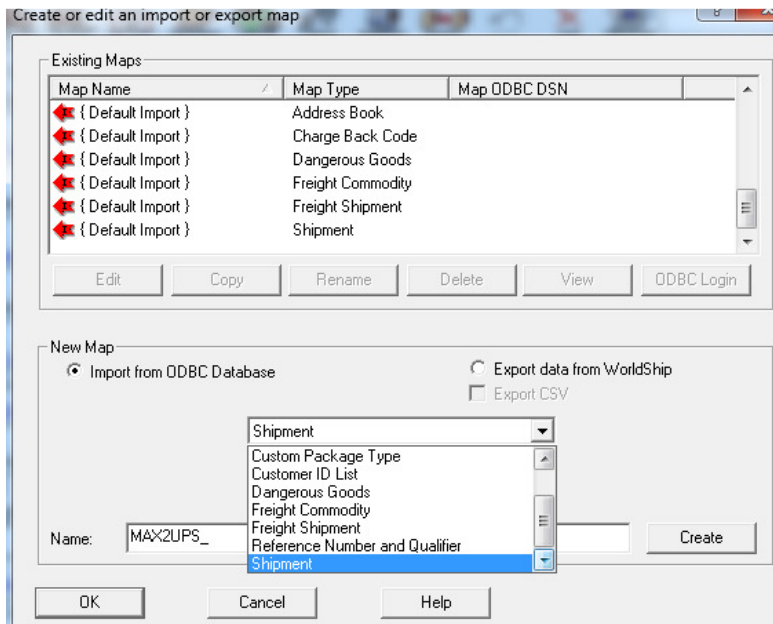 Create or edit an import or export map
Existing Maps
Map Name Map Type Map ODBC DSN
{ Default Import } Address Book
{ Default Import } Charge Back Code
{ Default Import } Dangerous Goods
{ Default Import } Freight Commodity
{ Default Import } Freight Shipment
{ Default Import } Shipment
Edit Copy Rename Delete View ODBC Login
New Map
Import from ODBC Database Export data from WorldShip
Export CSV
Shipment
Custom Package Type
Customer ID List
Dangerous Goods
Freight Commodity
Freight Shipment
Reference Number and Qualifier
Shipment
Name: MAX2UPS_ Create
OK Cancel Help